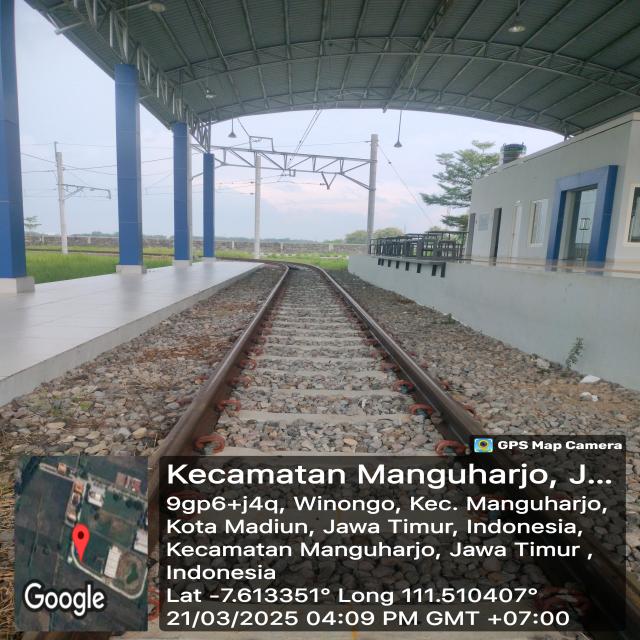 GPS Map Camera
Kecamatan Manguharjo, J...
9gp6+j4q, Winongo, Kec. Manguharjo,
Kota Madiun, Jawa Timur, Indonesia,
Kecamatan Manguharjo, Jawa Timur ,
Indonesia
Lat -7.613351° Long 111.510407°
21/03/2025 04:09 PM GMT +07:00
Google